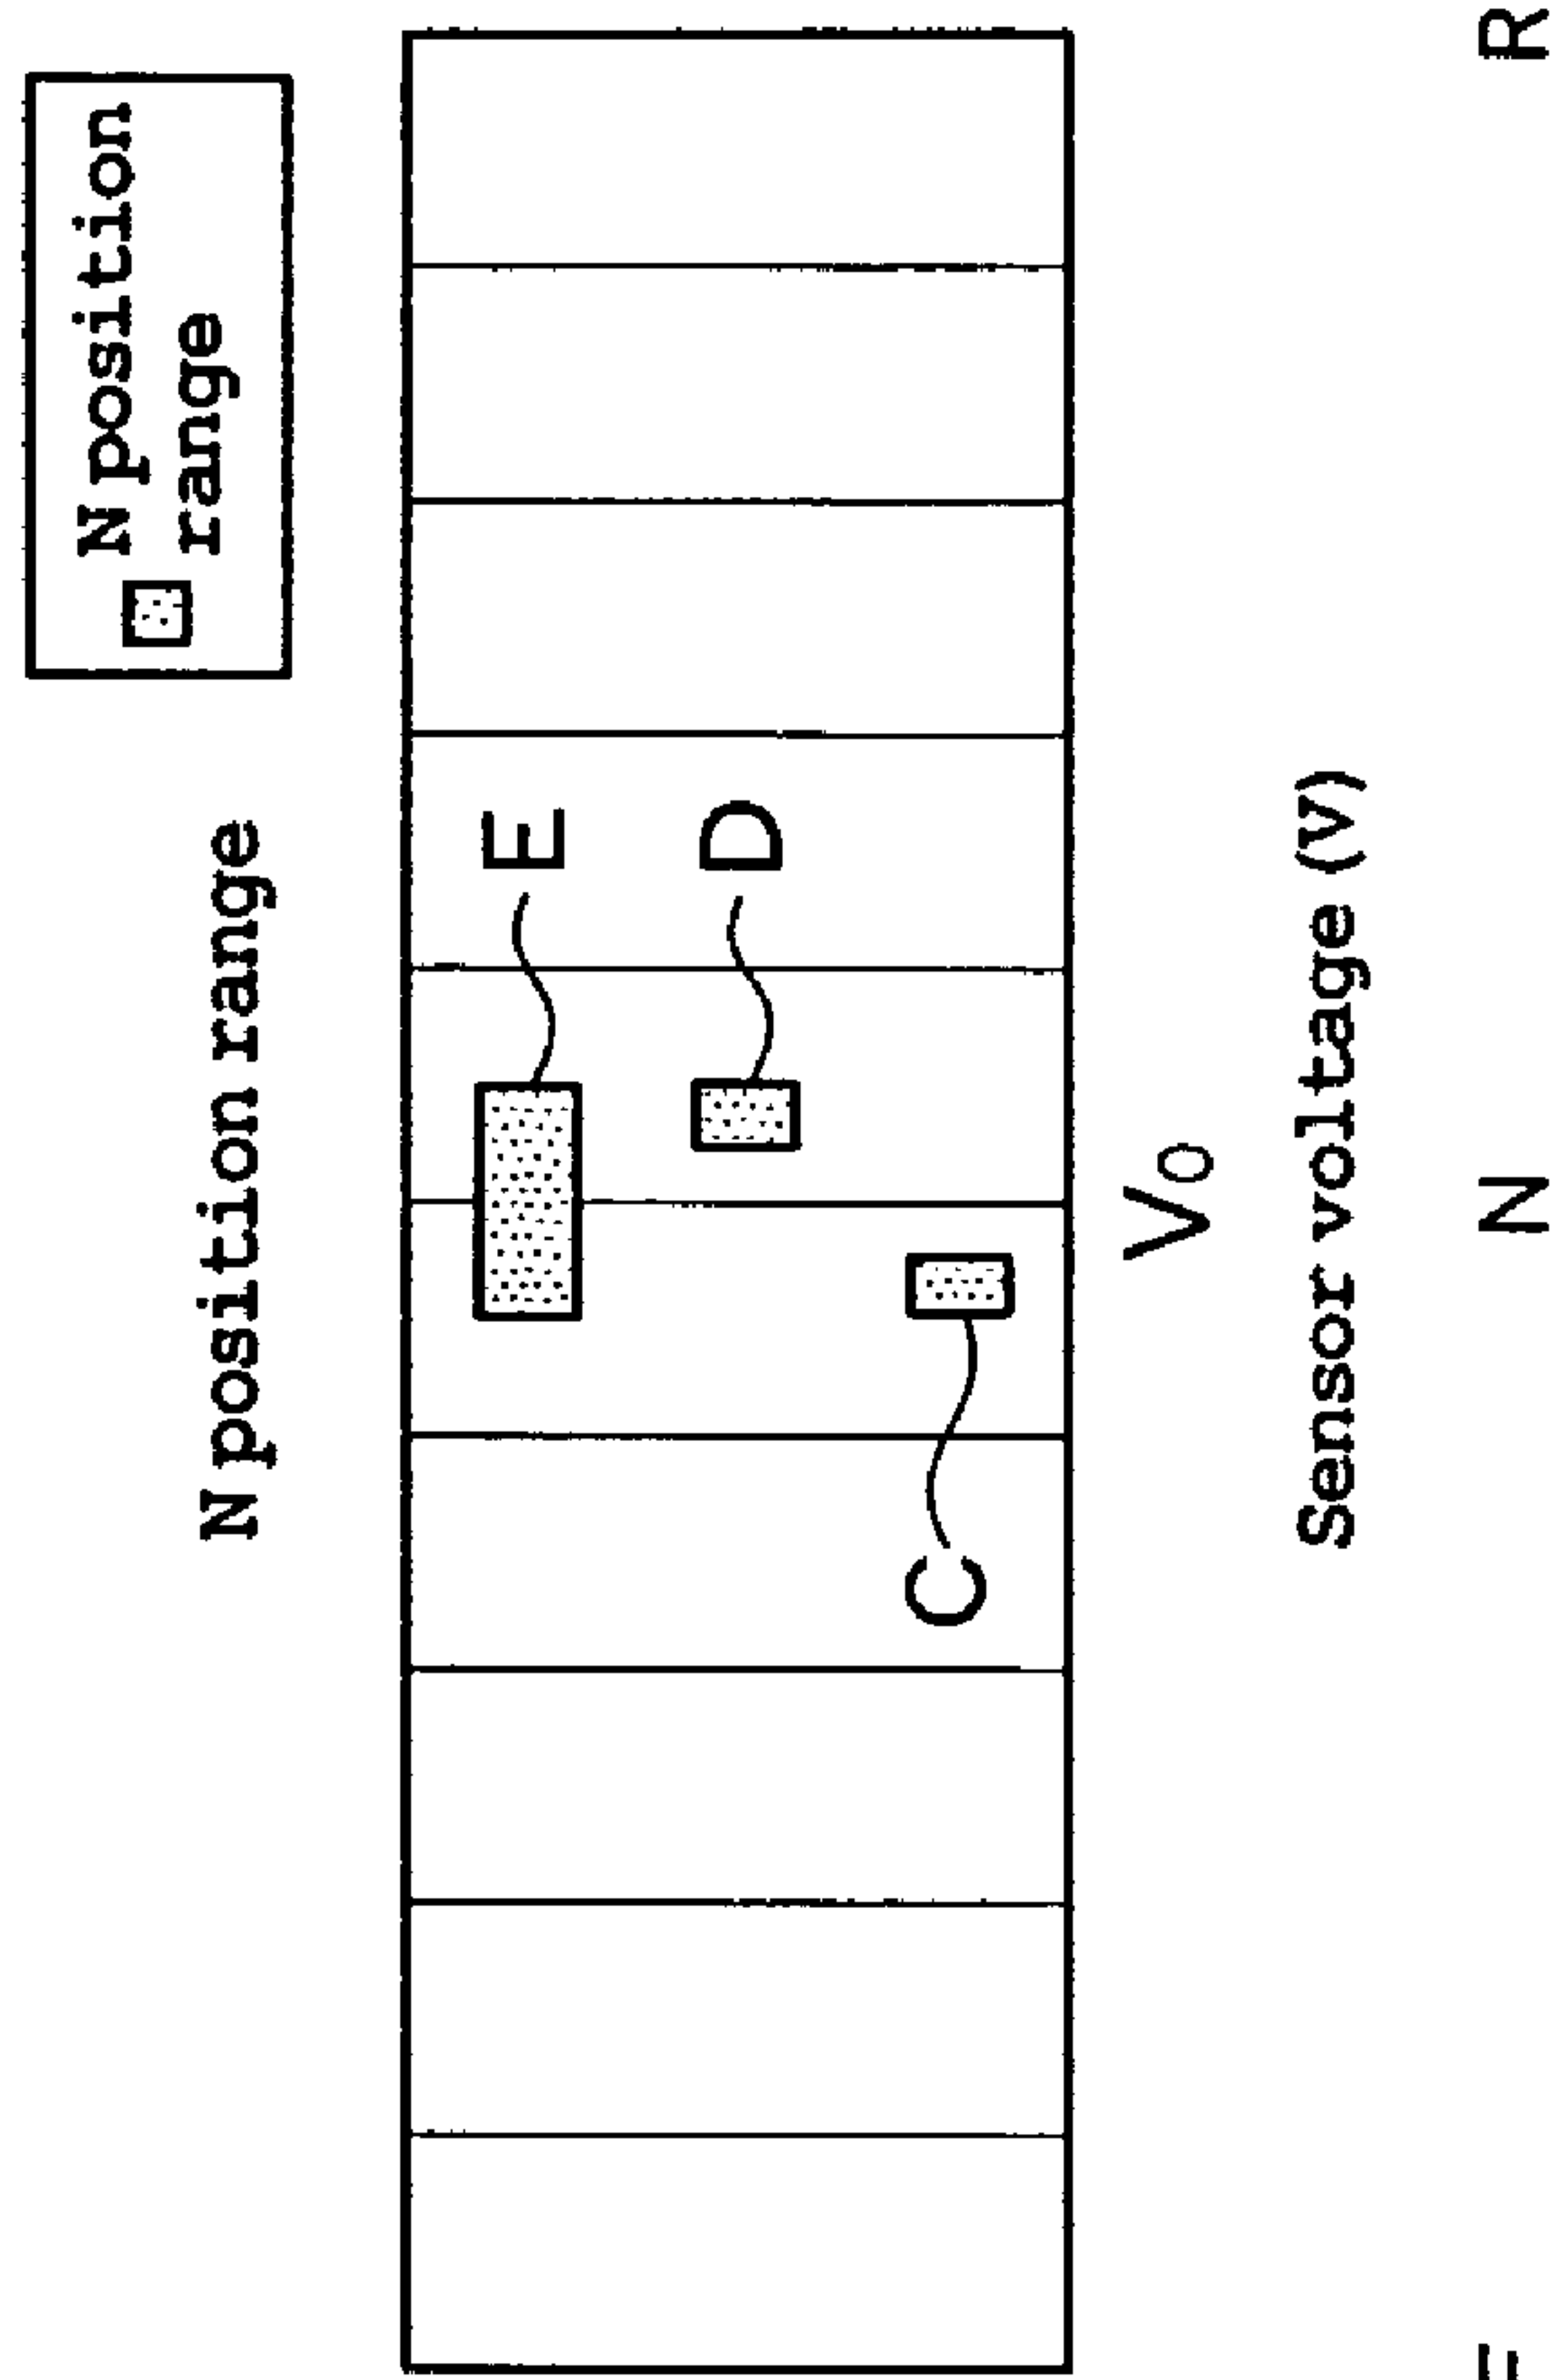 N position
range
N position range
E
D
C
V0
Sensor voltage (V)
F N R